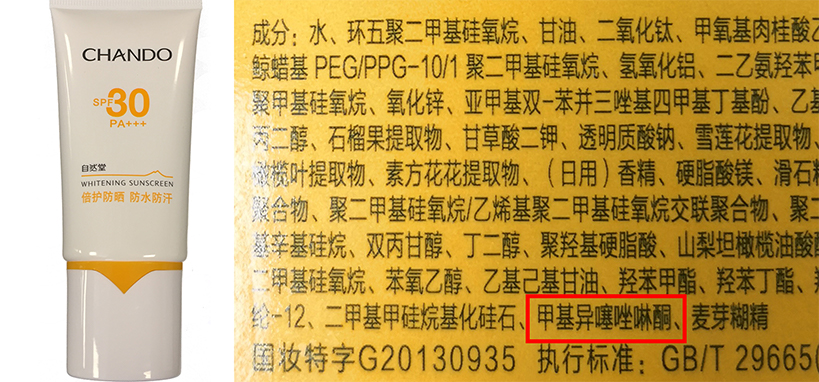 CHANDO
SPF30
PA+++
自然堂
WHITENING SUNSCREEN
倍护防晒 防水防汗
成分：水、环五聚二甲基硅氧烷、甘油、二氧化钛、甲氧基肉桂酸乙
鲸蜡基 PEG/PPG-10/1 聚二甲基硅氧烷、氢氧化铝、二乙氨羟苯甲
聚甲基硅氧烷、氧化锌、亚甲基双-苯并三唑基四甲基丁基酚、乙基
丙二醇、石榴果提取物、甘草酸二钾、透明质酸钠、雪莲花提取物、
橄榄叶提取物、素方花花提取物、（日用）香精、硬脂酸镁、滑石粉
聚合物、聚二甲基硅氧烷/乙烯基聚二甲基硅氧烷交联聚合物、聚二
基辛基硅烷、双丙甘醇、丁二醇、聚羟基硬脂酸、山梨坦橄榄油酸酯
二甲基硅氧烷、苯氧乙醇、乙基己基甘油、羟苯甲酯、羟苯丁酯、
纶-12、二甲基甲硅烷基化硅石、甲基异噻唑啉酮、麦芽糊精
国妆特字G20130935 执行标准：GB/T 29665